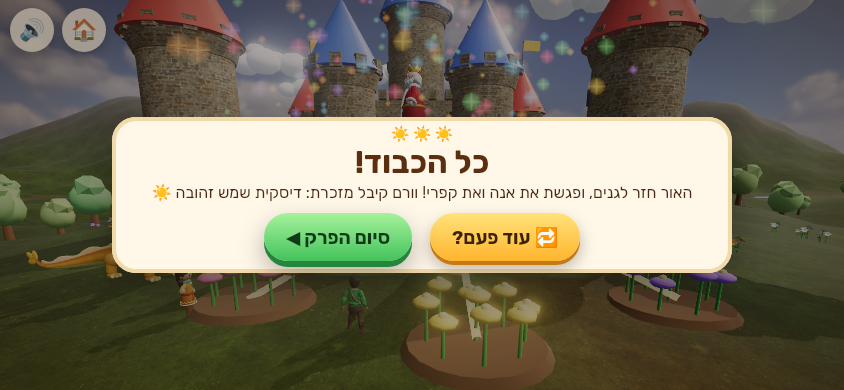 כל הכבוד!
האור חזר לגנים, ופגשת את אנה ואת קפרי! וורם קיבל מזכרת: דיסקית שמש זהובה ☀️
🔁 עוד פעם?
סיום הפרק ◀